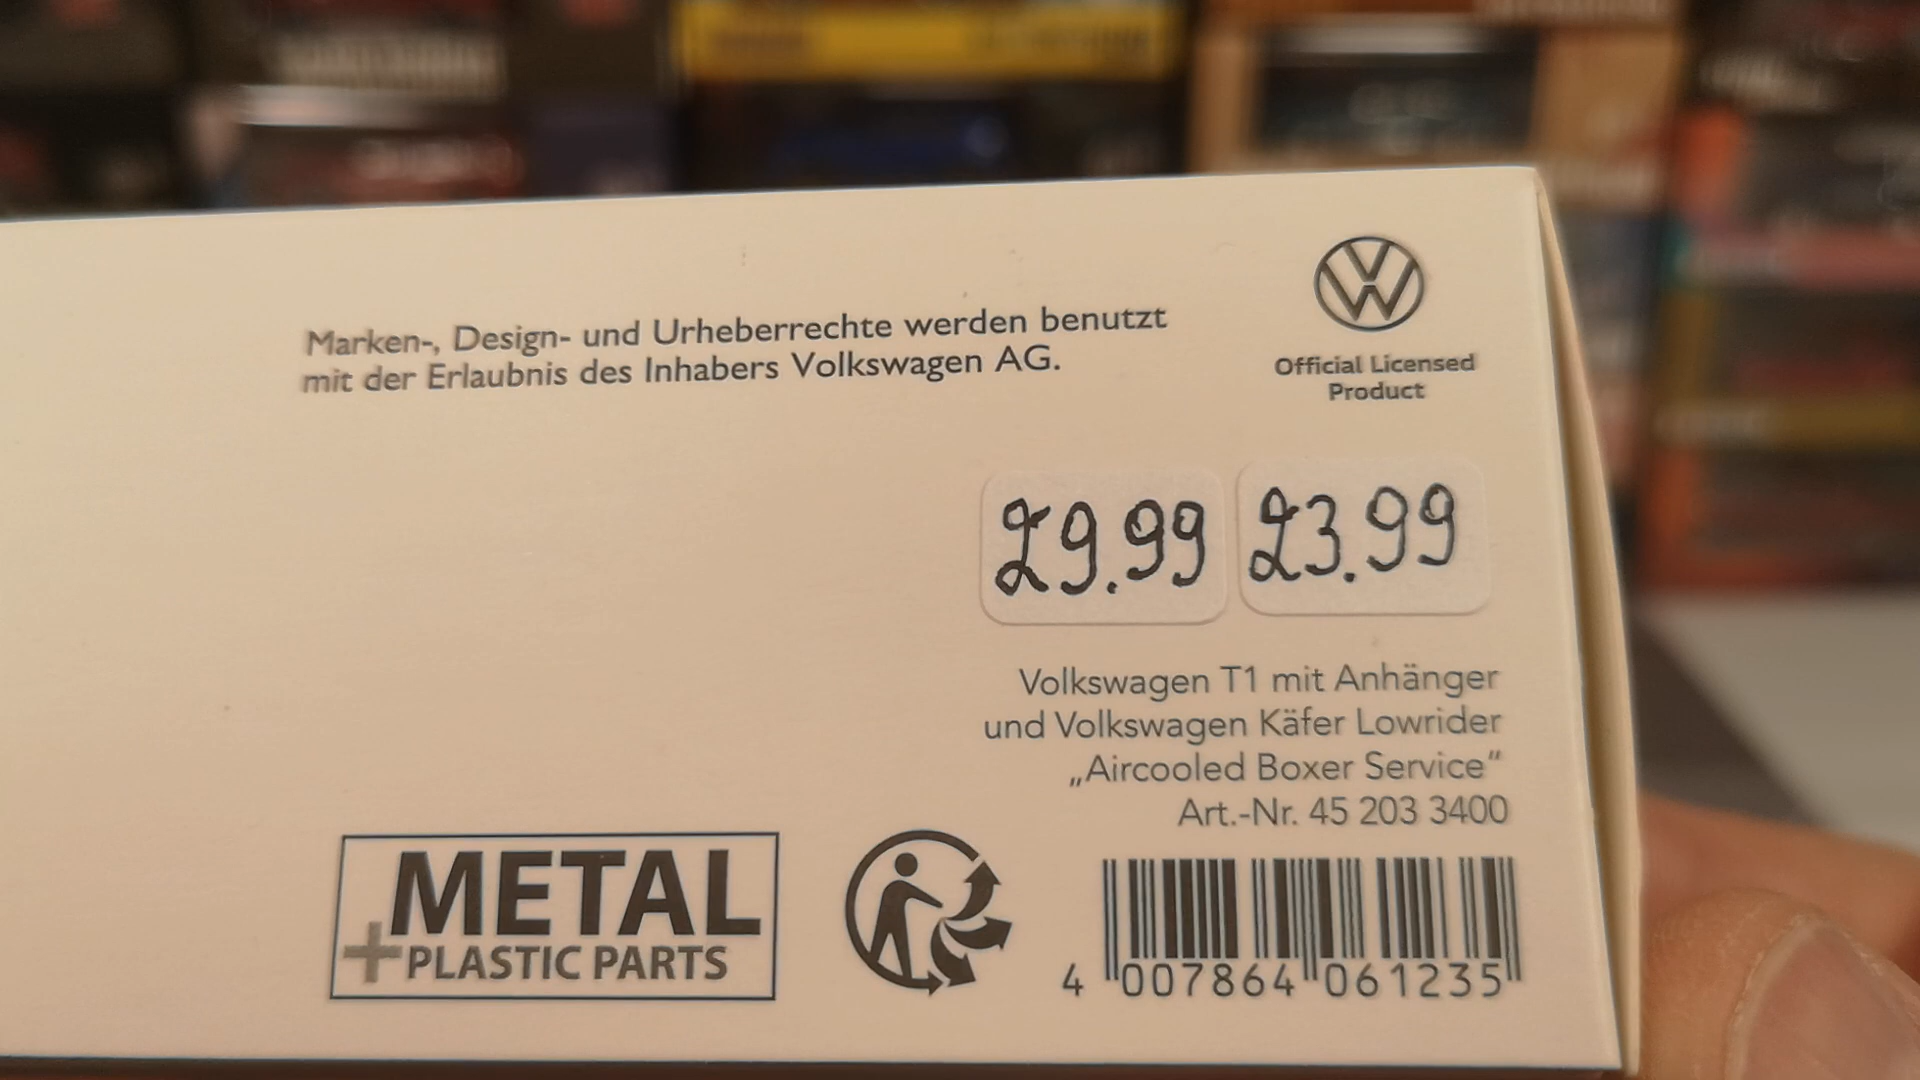 Marken-, Design- und Urheberrechte werden benutzt
mit der Erlaubnis des Inhabers Volkswagen AG.
Official Licensed
Product
29.99 23.99
Volkswagen T1 mit Anhänger
und Volkswagen Käfer Lowrider
„Aircooled Boxer Service“
Art.-Nr. 45 203 3400
METAL
+PLASTIC PARTS
4 007864 061235